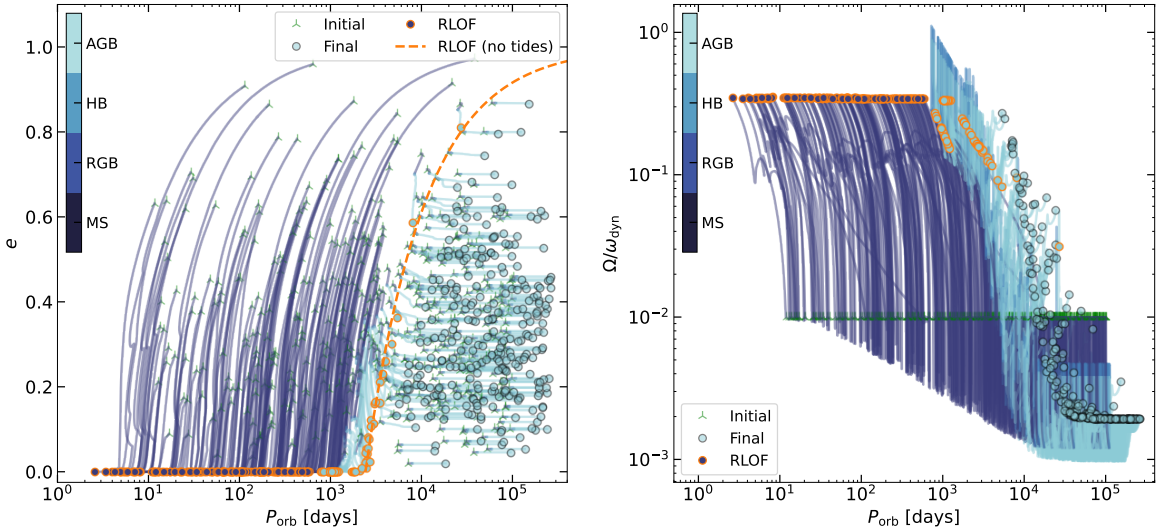 Initial
Final
RLOF
RLOF (no tides)
AGB
HB
RGB
MS
1.0
0.8
0.6
0.4
0.2
0.0
e
10^0
10^1
10^2
10^3
10^4
10^5
P_orb [days]
AGB
HB
RGB
MS
10^0
10^-1
10^-2
10^-3
Ω/ω_dyn
Initial
Final
RLOF
10^0
10^1
10^2
10^3
10^4
10^5
P_orb [days]